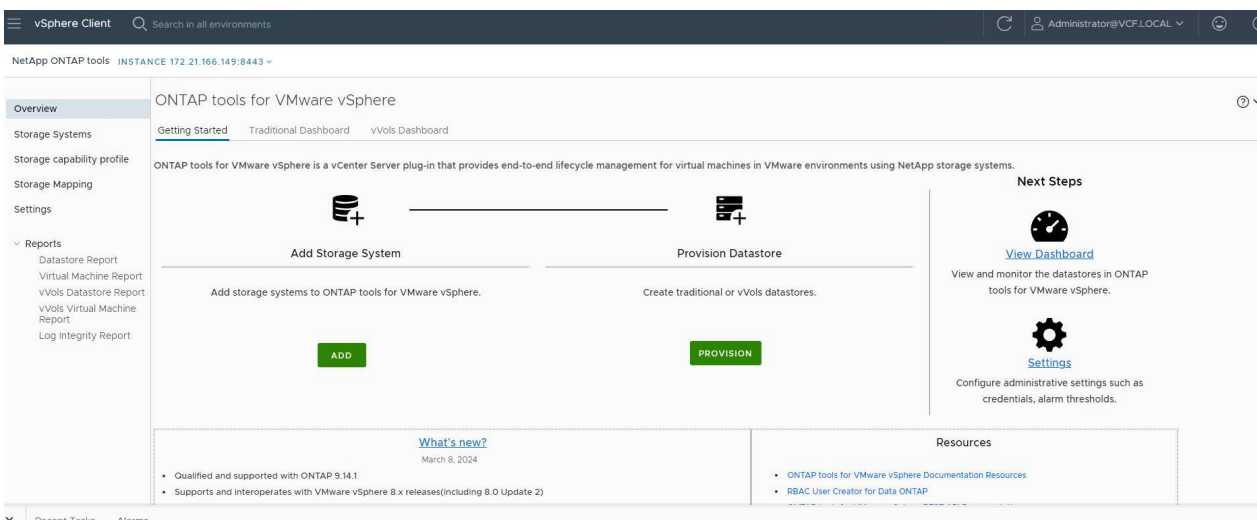 vSphere Client
Search in all environments
Administrator@VCF.LOCAL
NetApp ONTAP tools INSTANCE 172.21.166.149:8443
Overview
Storage Systems
Storage capability profile
Storage Mapping
Settings
Reports
Datastore Report
Virtual Machine Report
vVols Datastore Report
vVols Virtual Machine
Report
Log Integrity Report
ONTAP tools for VMware vSphere
Getting Started Traditional Dashboard vVols Dashboard
ONTAP tools for VMware vSphere is a vCenter Server plug-in that provides end-to-end lifecycle management for virtual machines in VMware environments using NetApp storage systems.
Add Storage System
Add storage systems to ONTAP tools for VMware vSphere.
ADD
Provision Datastore
Create traditional or vVols datastores.
PROVISION
Next Steps
View Dashboard
View and monitor the datastores in ONTAP
tools for VMware vSphere.
Settings
Configure administrative settings such as
credentials, alarm thresholds.
What's new?
March 8, 2024
• Qualified and supported with ONTAP 9.14.1
• Supports and interoperates with VMware vSphere 8.x releases(including 8.0 Update 2)
Resources
• ONTAP tools for VMware vSphere Documentation Resources
• RBAC User Creator for Data ONTAP
Recent Tasks Alarms